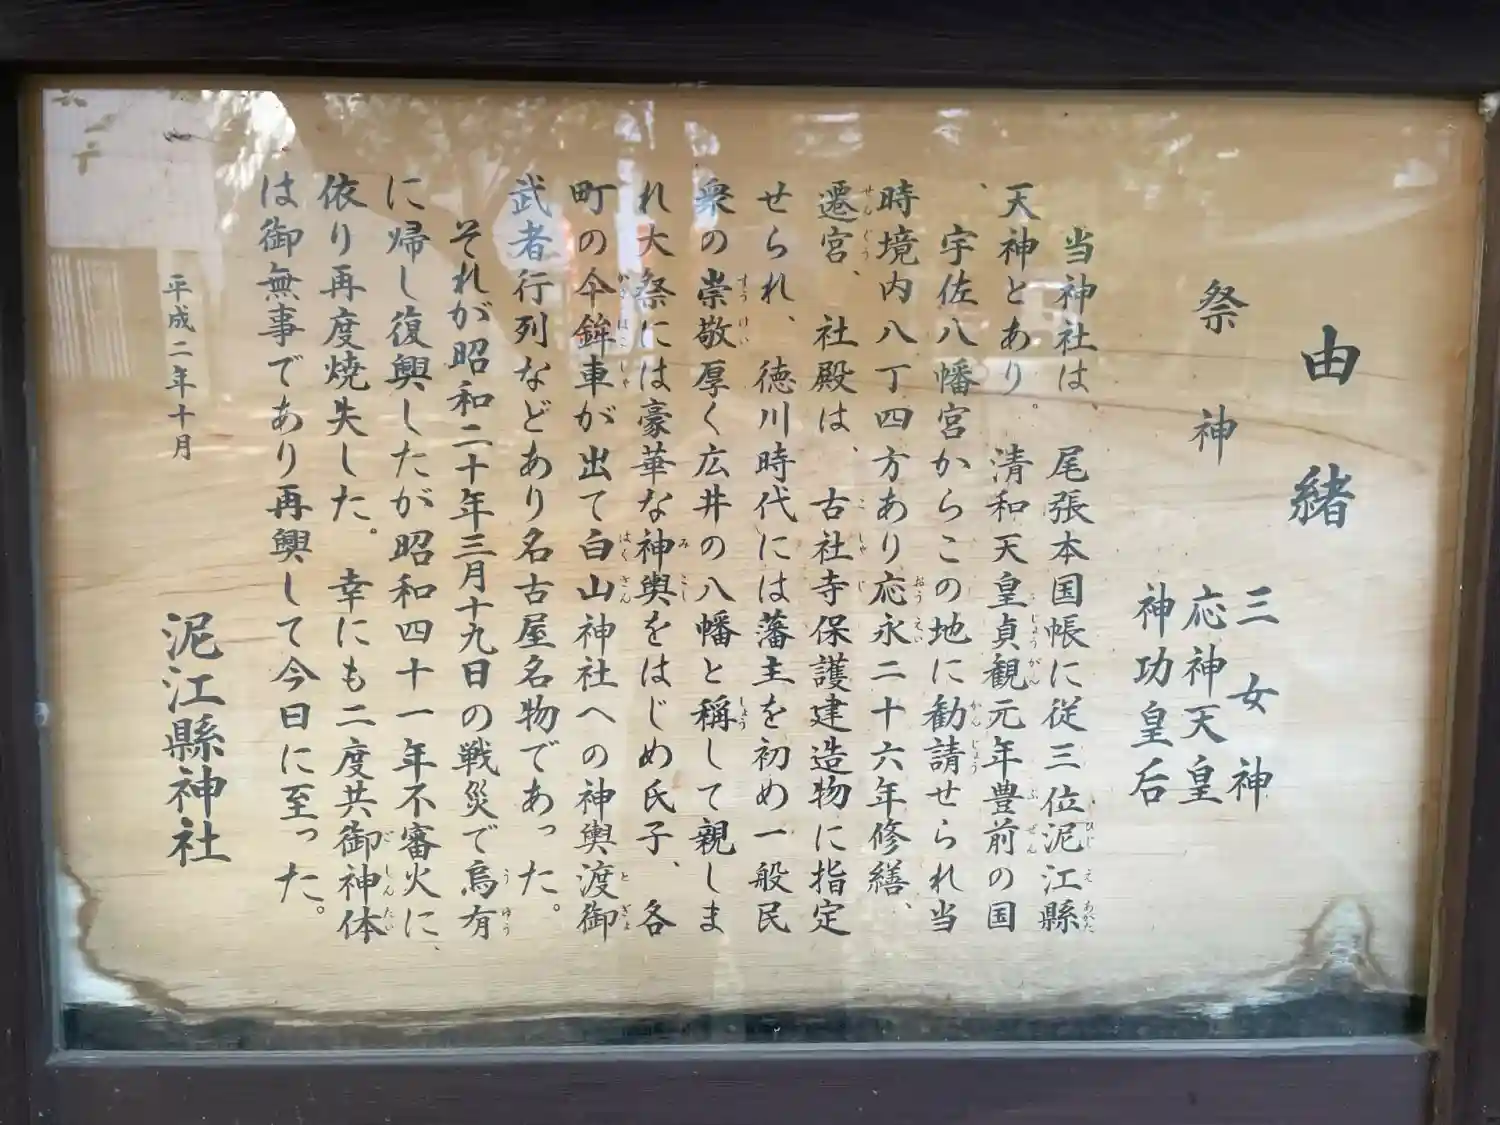 由緒
祭神
三女神
応神天皇
神功皇后
当神社は、尾張本国帳に従三位泥江縣
天神とあり。清和天皇貞観元年豊前の国
、宇佐八幡宮からこの地に勧請せられ当
時境内八丁四方あり応永二十六年修繕、
遷宮、社殿は、古社寺保護建造物に指定
せられ、徳川時代には藩主を初め一般民
衆の崇敬厚く広井の八幡と稱して親しま
れ大祭には豪華な神輿をはじめ氏子、各
町の傘鉾車が出て白山神社への神輿渡御
武者行列などあり名古屋名物であった。
それが昭和二十年三月十九日の戦災で烏有
に帰し復興したが昭和四十一年不審火に、
依り再度焼失した。幸にも二度共御神体
は御無事であり再興して今日に至った。
平成二年十月
泥江縣神社